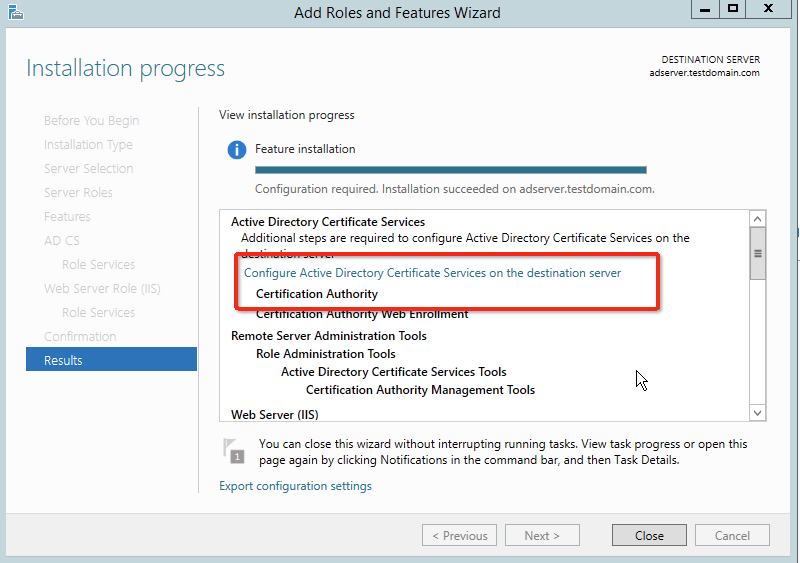 Add Roles and Features Wizard
Installation progress
DESTINATION SERVER
adserver.testdomain.com
Before You Begin
Installation Type
Server Selection
Server Roles
Features
AD CS
Role Services
Web Server Role (IIS)
Role Services
Confirmation
Results
View installation progress
Feature installation
Configuration required. Installation succeeded on adserver.testdomain.com.
Active Directory Certificate Services
Additional steps are required to configure Active Directory Certificate Services on the
destination server
Configure Active Directory Certificate Services on the destination server
Certification Authority
Certification Authority Web Enrollment
Remote Server Administration Tools
Role Administration Tools
Active Directory Certificate Services Tools
Certification Authority Management Tools
Web Server (IIS)
1
You can close this wizard without interrupting running tasks. View task progress or open this
page again by clicking Notifications in the command bar, and then Task Details.
Export configuration settings
< Previous
Next >
Close
Cancel